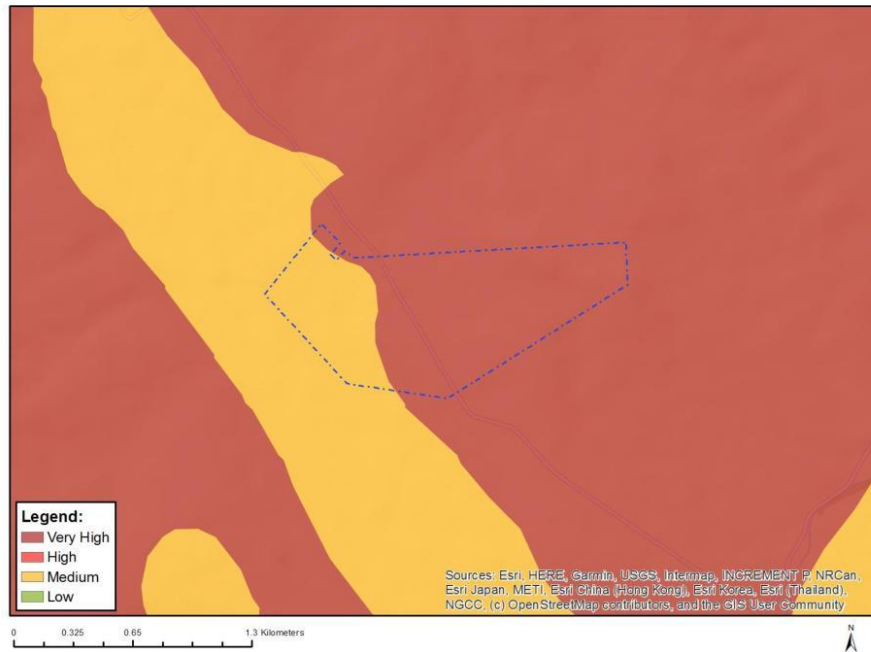 Legend:
Very High
High
Medium
Low
Sources: Esri, HERE, Garmin, USGS, Intermap, INCREMENT P, NRCan,
Esri Japan, METI, Esri China (Hong Kong), Esri Korea, Esri (Thailand),
NGCC, (c) OpenStreetMap contributors, and the GIS User Community
0 0.325 0.65 1.3 Kilometers
N